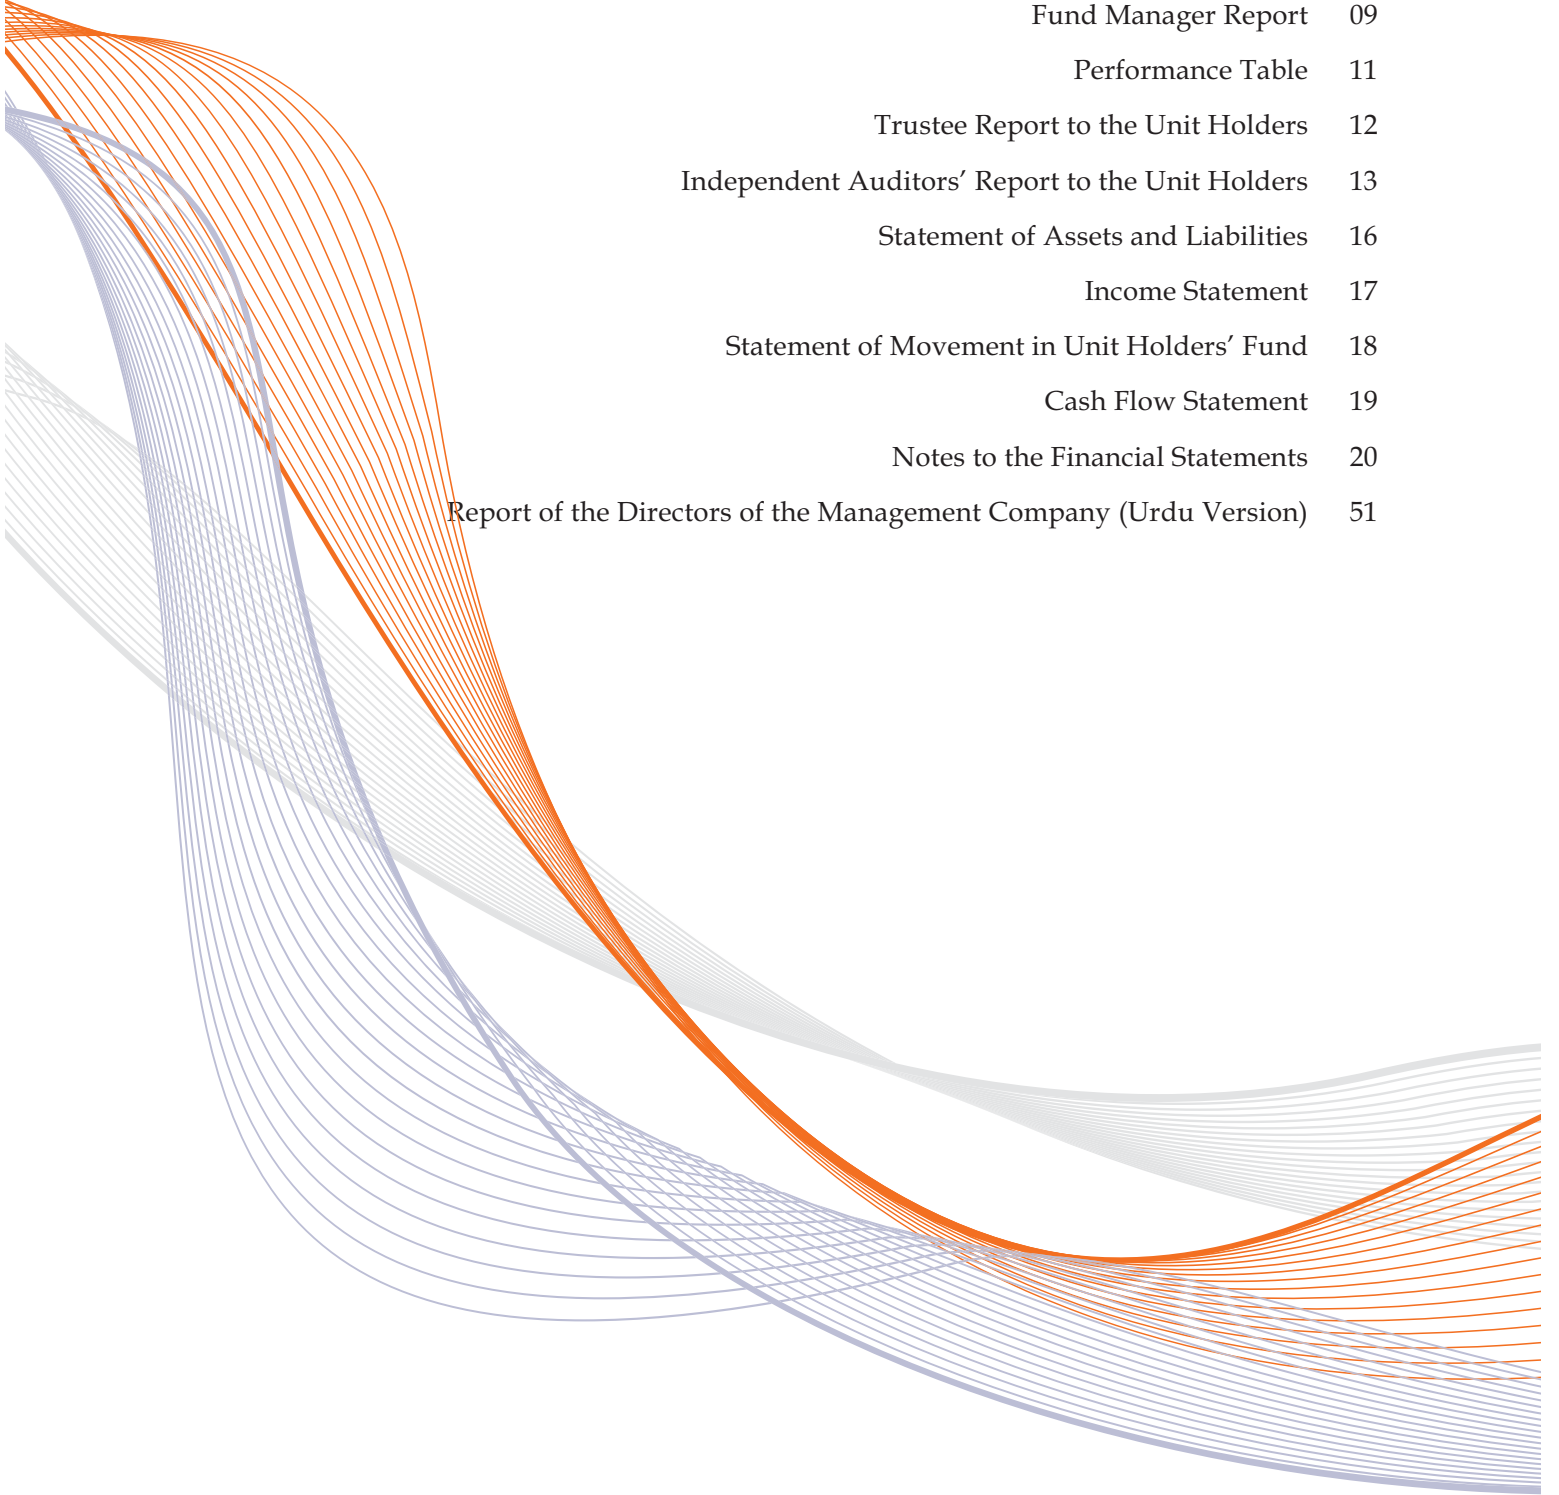 Fund Manager Report 09
Performance Table 11
Trustee Report to the Unit Holders 12
Independent Auditors’ Report to the Unit Holders 13
Statement of Assets and Liabilities 16
Income Statement 17
Statement of Movement in Unit Holders’ Fund 18
Cash Flow Statement 19
Notes to the Financial Statements 20
Report of the Directors of the Management Company (Urdu Version) 51